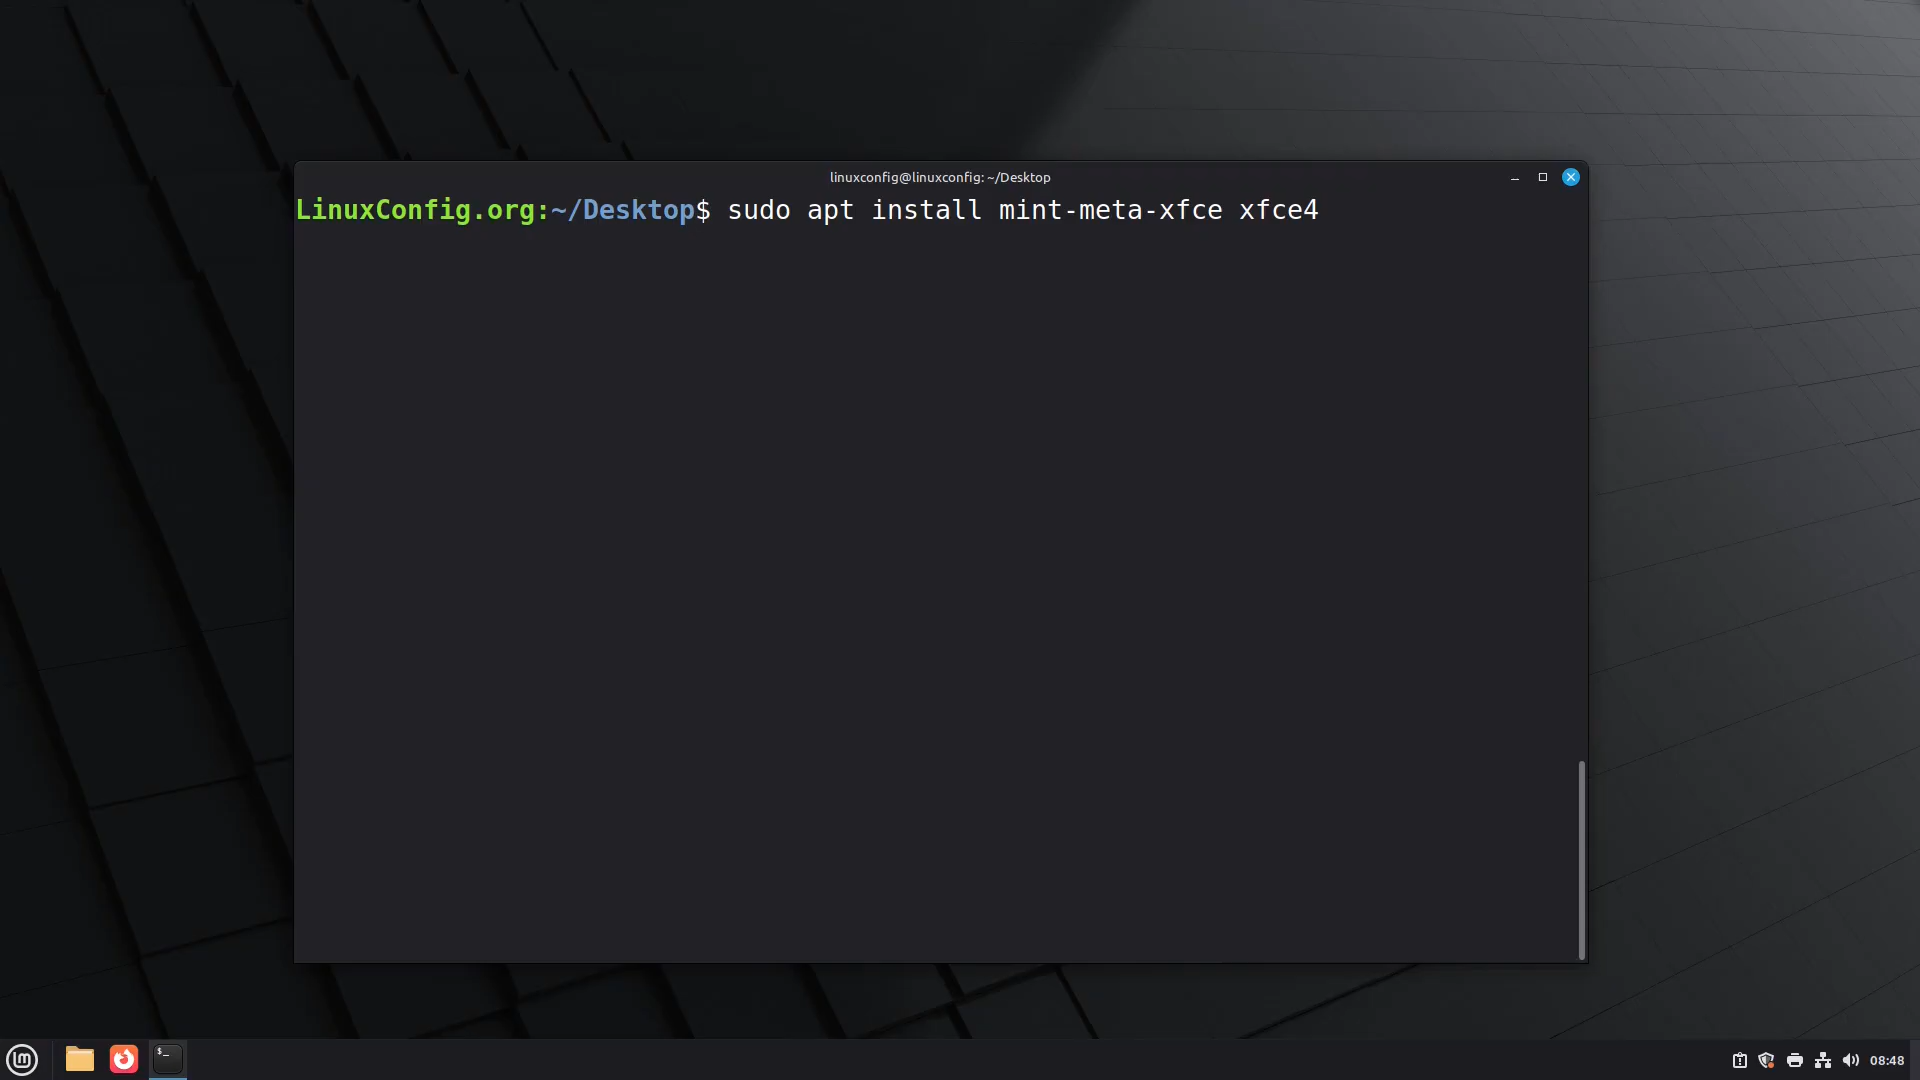 linuxconfig@linuxconfig: ~/Desktop
LinuxConfig.org:~/Desktop$ sudo apt install mint-meta-xfce xfce4
$_
08:48